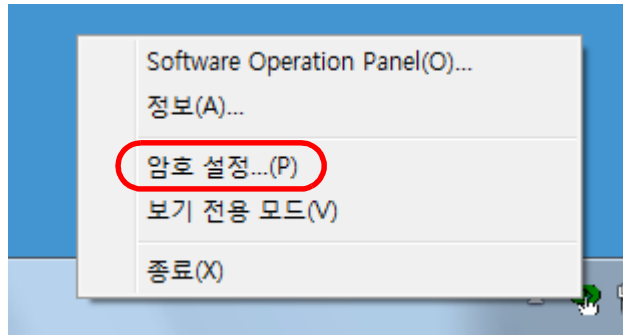 Software Operation Panel(O)...
정보(A)...
암호 설정...(P)
보기 전용 모드(V)
종료(X)